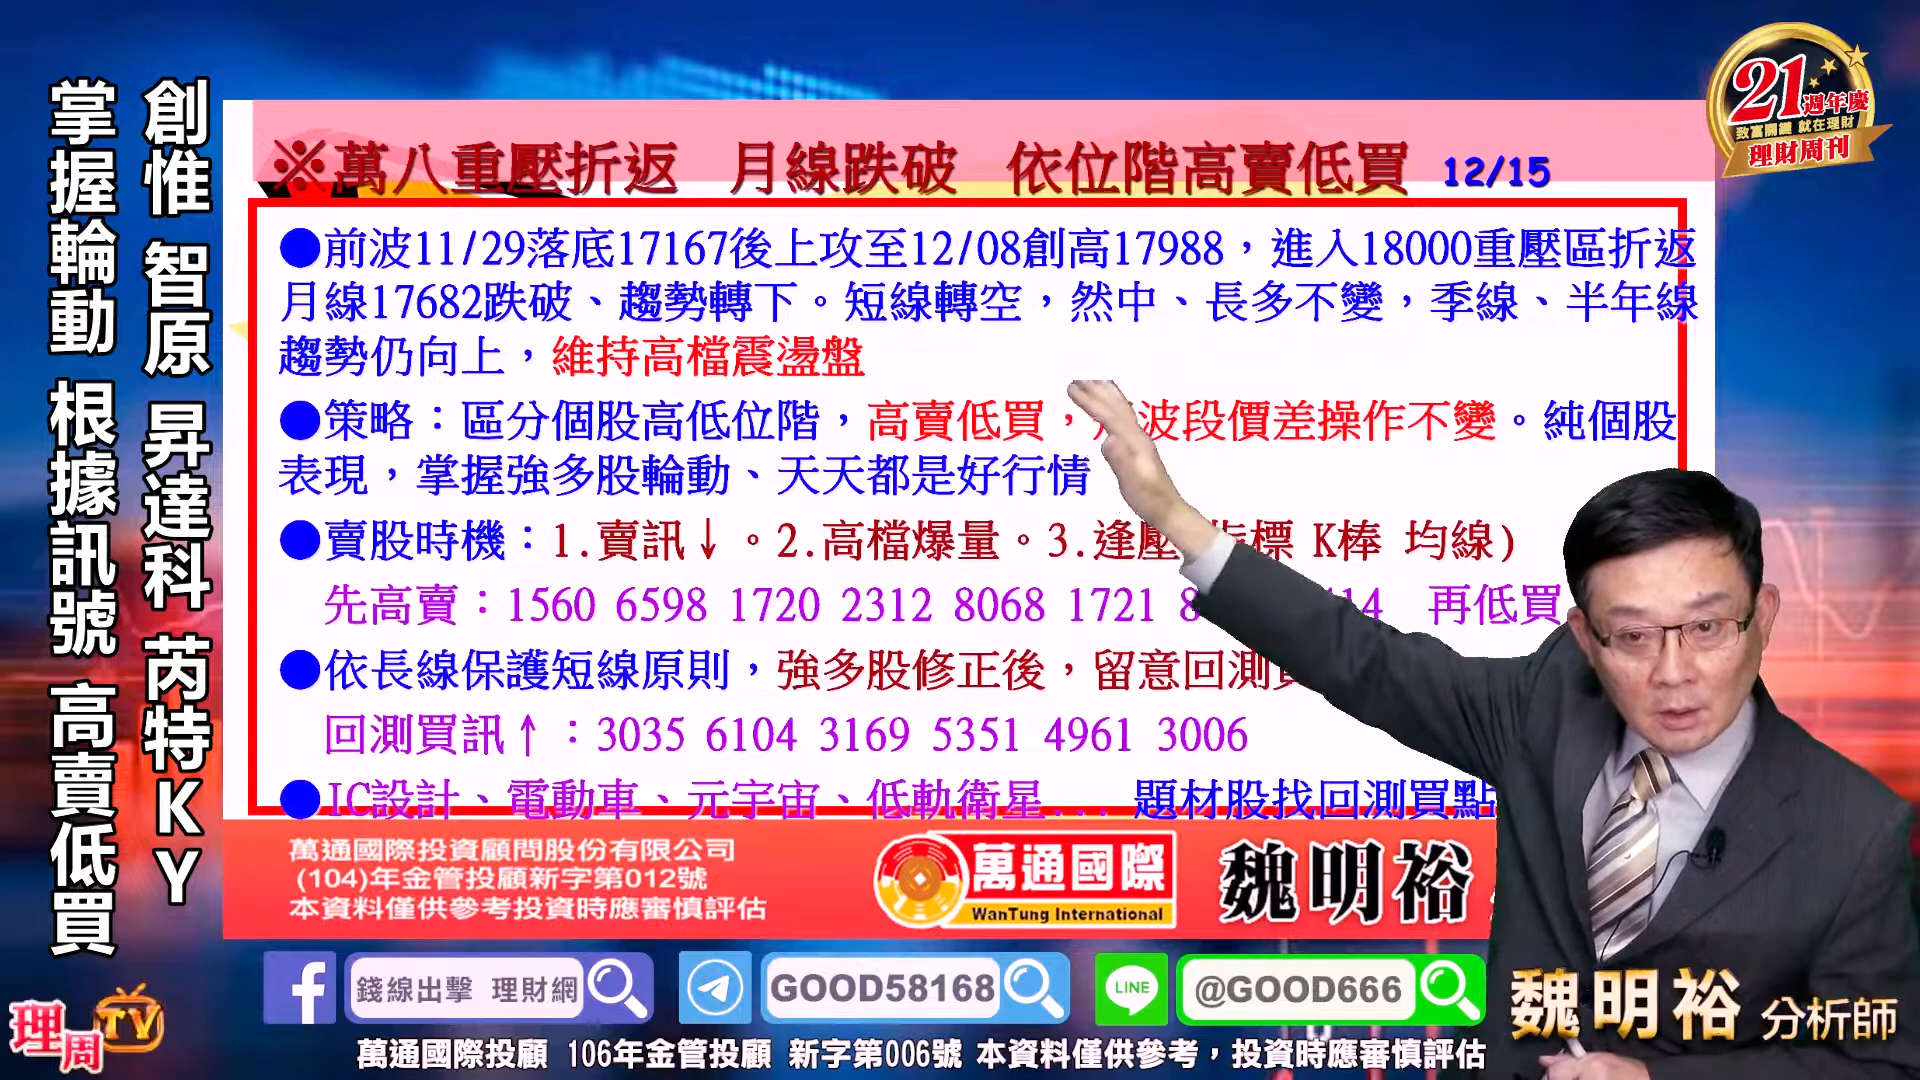 創惟 智原 昇達科 芮特KY
掌握輪動 根據訊號 高賣低買
21週年慶
致富關鍵 就在理財
理財周刊
※萬八重壓折返 月線跌破 依位階高賣低買 12/15
●前波11/29落底17167後上攻至12/08創高17988，進入18000重壓區折返
月線17682跌破、趨勢轉下。短線轉空，然中、長多不變，季線、半年線
趨勢仍向上，維持高檔震盪盤
●策略：區分個股高低位階，高賣低買，波段價差操作不變。純個股
表現，掌握強多股輪動、天天都是好行情
●賣股時機：1.賣訊↓。2.高檔爆量。3.逢壓 標 K棒 均線)
先高賣：1560 6598 1720 2312 8068 1721 再低買
●依長線保護短線原則，強多股修正後，留意回測
回測買訊↑：3035 6104 3169 5351 4961 3006
●IC設計、電動車、元宇宙、低軌衛星... 題材股找回測買點
萬通國際投資顧問股份有限公司
(104)年金管投顧新字第012號
本資料僅供參考投資時應審慎評估
萬通國際
WanTung International
魏明裕
f 錢線出擊 理財網
GOOD58168
LINE @GOOD666
魏明裕 分析師
理周TV
萬通國際投顧 106年金管投顧 新字第006號 本資料僅供參考，投資時應審慎評估